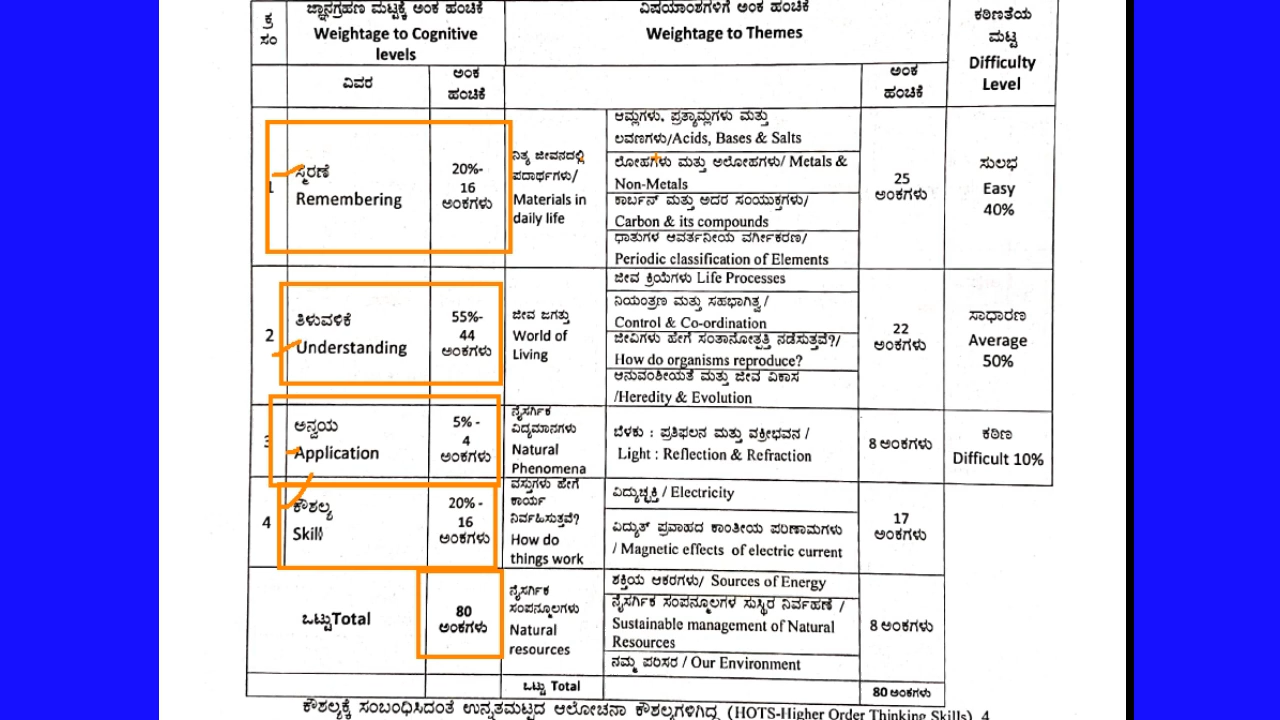 ಕ್ರ
ಸಂ
ಜ್ಞಾನಗ್ರಹಣ ಮಟ್ಟಕ್ಕೆ ಅಂಕ ಹಂಚಿಕೆ
Weightage to Cognitive
levels
ವಿಷಯಾಂಶಗಳಿಗೆ ಅಂಕ ಹಂಚಿಕೆ
Weightage to Themes
ಕಠಿಣತೆಯ
ಮಟ್ಟ
Difficulty
Level
ವಿವರ
ಅಂಕ
ಹಂಚಿಕೆ
ಅಂಕ
ಹಂಚಿಕೆ
1
ಸ್ಮರಣೆ
Remembering
20%-
16
ಅಂಕಗಳು
ನಿತ್ಯ ಜೀವನದಲ್ಲಿ
ಪದಾರ್ಥಗಳು/
Materials in
daily life
ಆಮ್ಲಗಳು, ಪ್ರತ್ಯಾಮ್ಲಗಳು ಮತ್ತು
ಲವಣಗಳು/Acids, Bases & Salts
ಲೋಹಗಳು ಮತ್ತು ಅಲೋಹಗಳು/ Metals &
Non-Metals
ಕಾರ್ಬನ್ ಮತ್ತು ಅದರ ಸಂಯುಕ್ತಗಳು/
Carbon & its compounds
ಧಾತುಗಳ ಆವರ್ತನೀಯ ವರ್ಗೀಕರಣ/
Periodic classification of Elements
25
ಅಂಕಗಳು
ಸುಲಭ
Easy
40%
2
ತಿಳುವಳಿಕೆ
Understanding
55%-
44
ಅಂಕಗಳು
ಜೀವ ಜಗತ್ತು
World of
Living
ಜೀವ ಕ್ರಿಯೆಗಳು Life Processes
ನಿಯಂತ್ರಣ ಮತ್ತು ಸಹಭಾಗಿತ್ವ /
Control & Co-ordination
ಜೀವಿಗಳು ಹೇಗೆ ಸಂತಾನೋತ್ಪತ್ತಿ ನಡೆಸುತ್ತವೆ?/
How do organisms reproduce?
ಆನುವಂಶೀಯತೆ ಮತ್ತು ಜೀವ ವಿಕಾಸ
/Heredity & Evolution
22
ಅಂಕಗಳು
ಸಾಧಾರಣ
Average
50%
3
ಅನ್ವಯ
Application
5% -
4
ಅಂಕಗಳು
ನೈಸರ್ಗಿಕ
ವಿದ್ಯಮಾನಗಳು
Natural
Phenomena
ಬೆಳಕು : ಪ್ರತಿಫಲನ ಮತ್ತು ವಕ್ರೀಭವನ /
Light : Reflection & Refraction
8 ಅಂಕಗಳು
ಕಠಿಣ
Difficult 10%
4
ಕೌಶಲ್ಯ
Skill
20% -
16
ಅಂಕಗಳು
ವಸ್ತುಗಳು ಹೇಗೆ
ಕಾರ್ಯ
ನಿರ್ವಹಿಸುತ್ತವೆ?
How do
things work
ವಿದ್ಯುಚ್ಛಕ್ತಿ / Electricity
ವಿದ್ಯುತ್ ಪ್ರವಾಹದ ಕಾಂತೀಯ ಪರಿಣಾಮಗಳು
/ Magnetic effects of electric current
17
ಅಂಕಗಳು
ಒಟ್ಟುTotal
80
ಅಂಕಗಳು
ನೈಸರ್ಗಿಕ
ಸಂಪನ್ಮೂಲಗಳು
Natural
resources
ಶಕ್ತಿಯ ಆಕರಗಳು/ Sources of Energy
ನೈಸರ್ಗಿಕ ಸಂಪನ್ಮೂಲಗಳ ಸುಸ್ಥಿರ ನಿರ್ವಹಣೆ /
Sustainable management of Natural
Resources
ನಮ್ಮ ಪರಿಸರ / Our Environment
8 ಅಂಕಗಳು
ಒಟ್ಟು Total
80 ಅಂಕಗಳು
ಕೌಶಲ್ಯಕ್ಕೆ ಸಂಬಂಧಿಸಿದಂತೆ ಉನ್ನತಮಟ್ಟದ ಆಲೋಚನಾ ಕೌಶಲ್ಯಗಳಿಗಿದ್ದ (HOTS-Higher Order Thinking Skills) 4